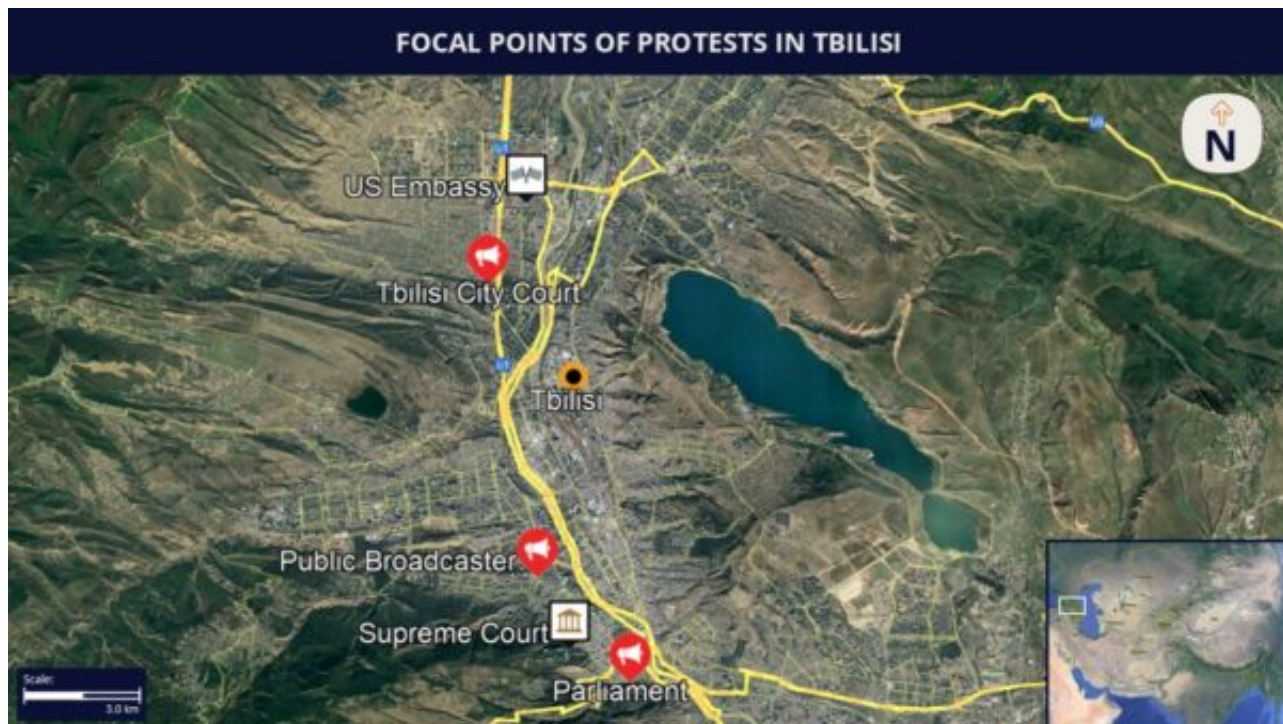 FOCAL POINTS OF PROTESTS IN TBILISI
N
US Embassy
Tbilisi City Court
Tbilisi
Public Broadcaster
Supreme Court
Parliament
Scale:
3.0 km